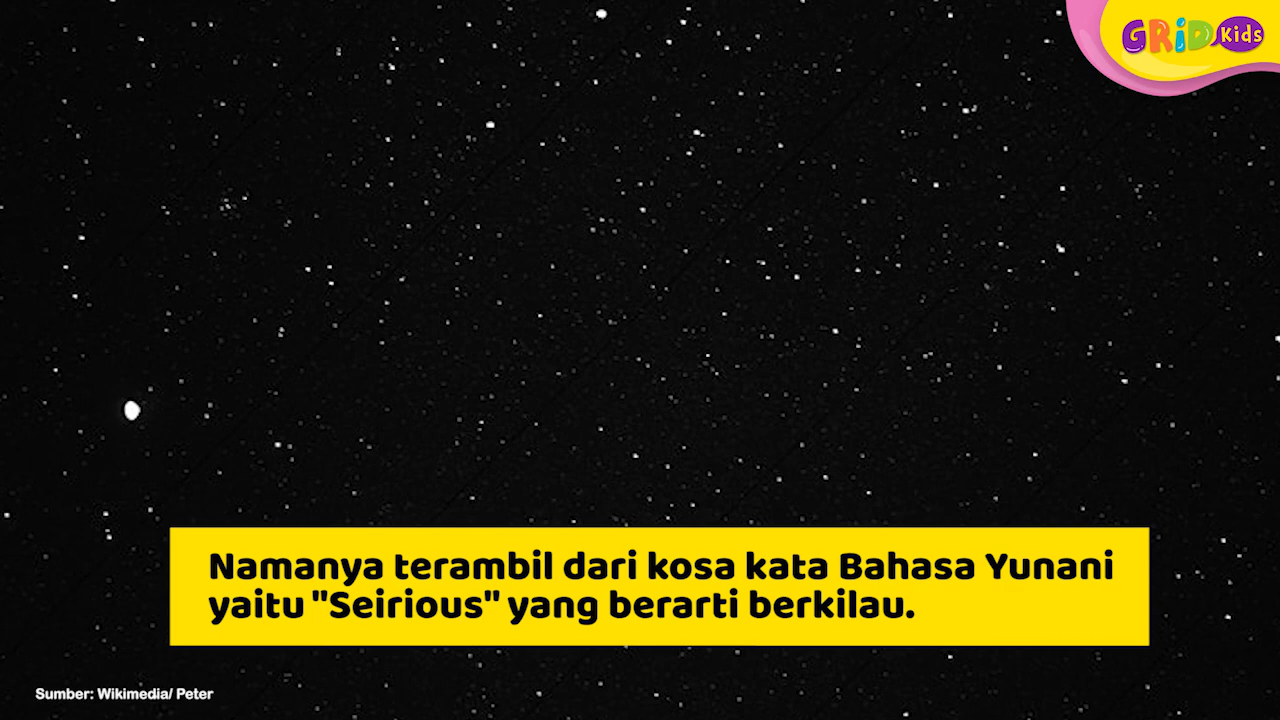 GRiD Kids
Namanya terambil dari kosa kata Bahasa Yunani
yaitu "Seirious" yang berarti berkilau.
Sumber: Wikimedia/ Peter